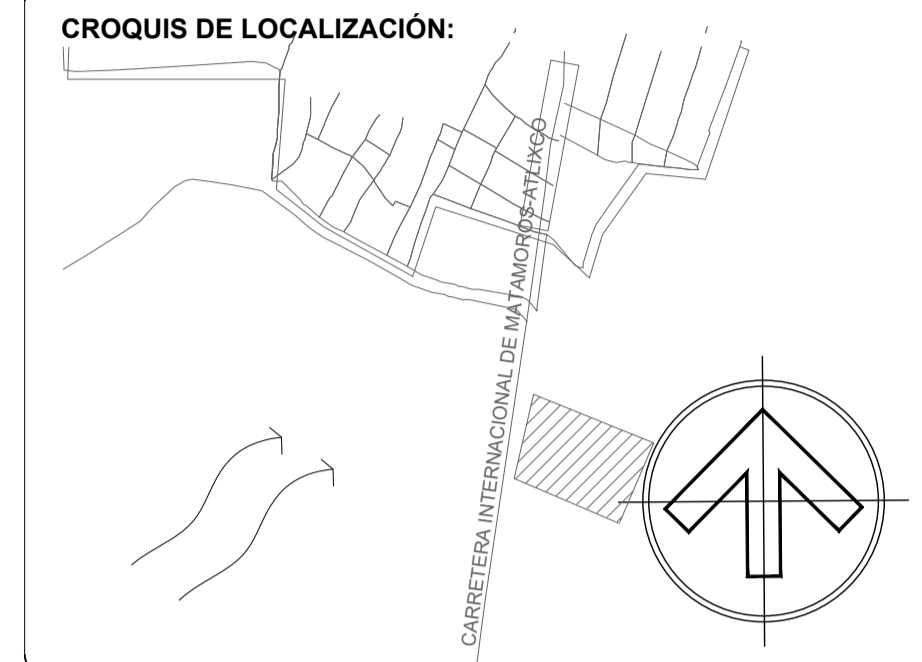 CROQUIS DE LOCALIZACIÓN:
CARRETERA INTERNACIONAL DE MATAMOROS-ATLIXCO